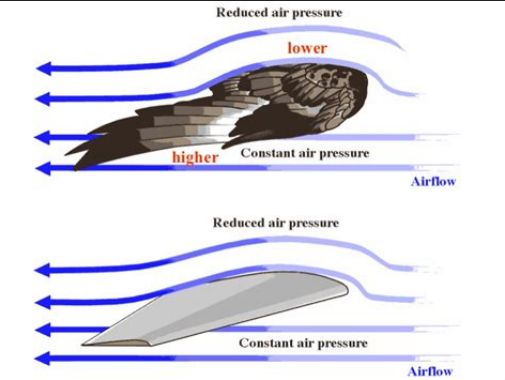 Reduced air pressure
lower
higher Constant air pressure
Airflow
Reduced air pressure
Constant air pressure
Airflow